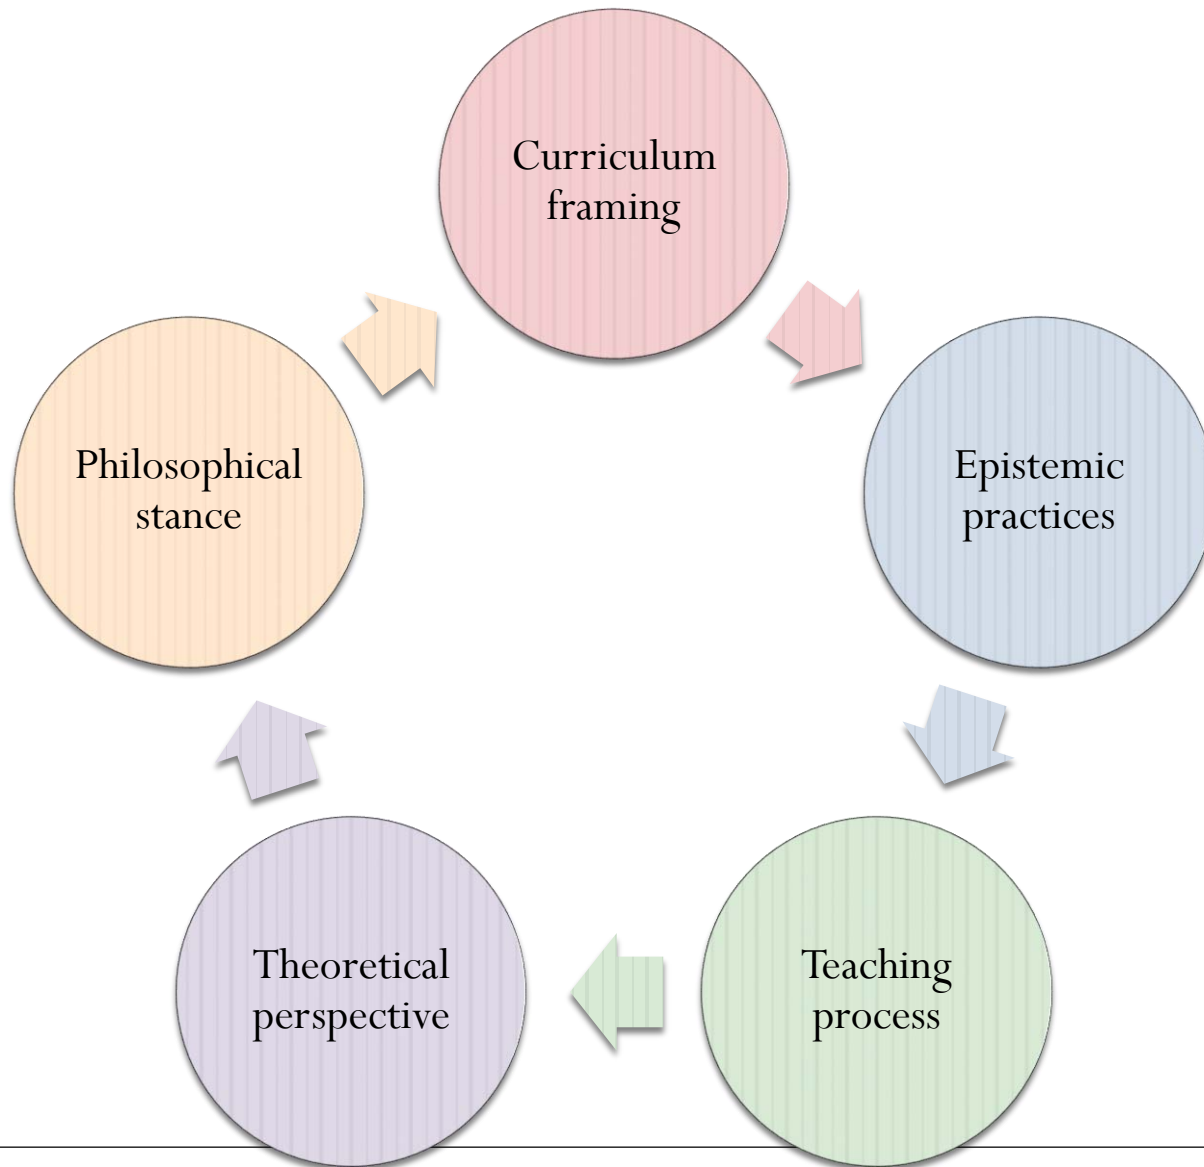 Curriculum
framing
Philosophical
stance
Epistemic
practices
Theoretical
perspective
Teaching
process